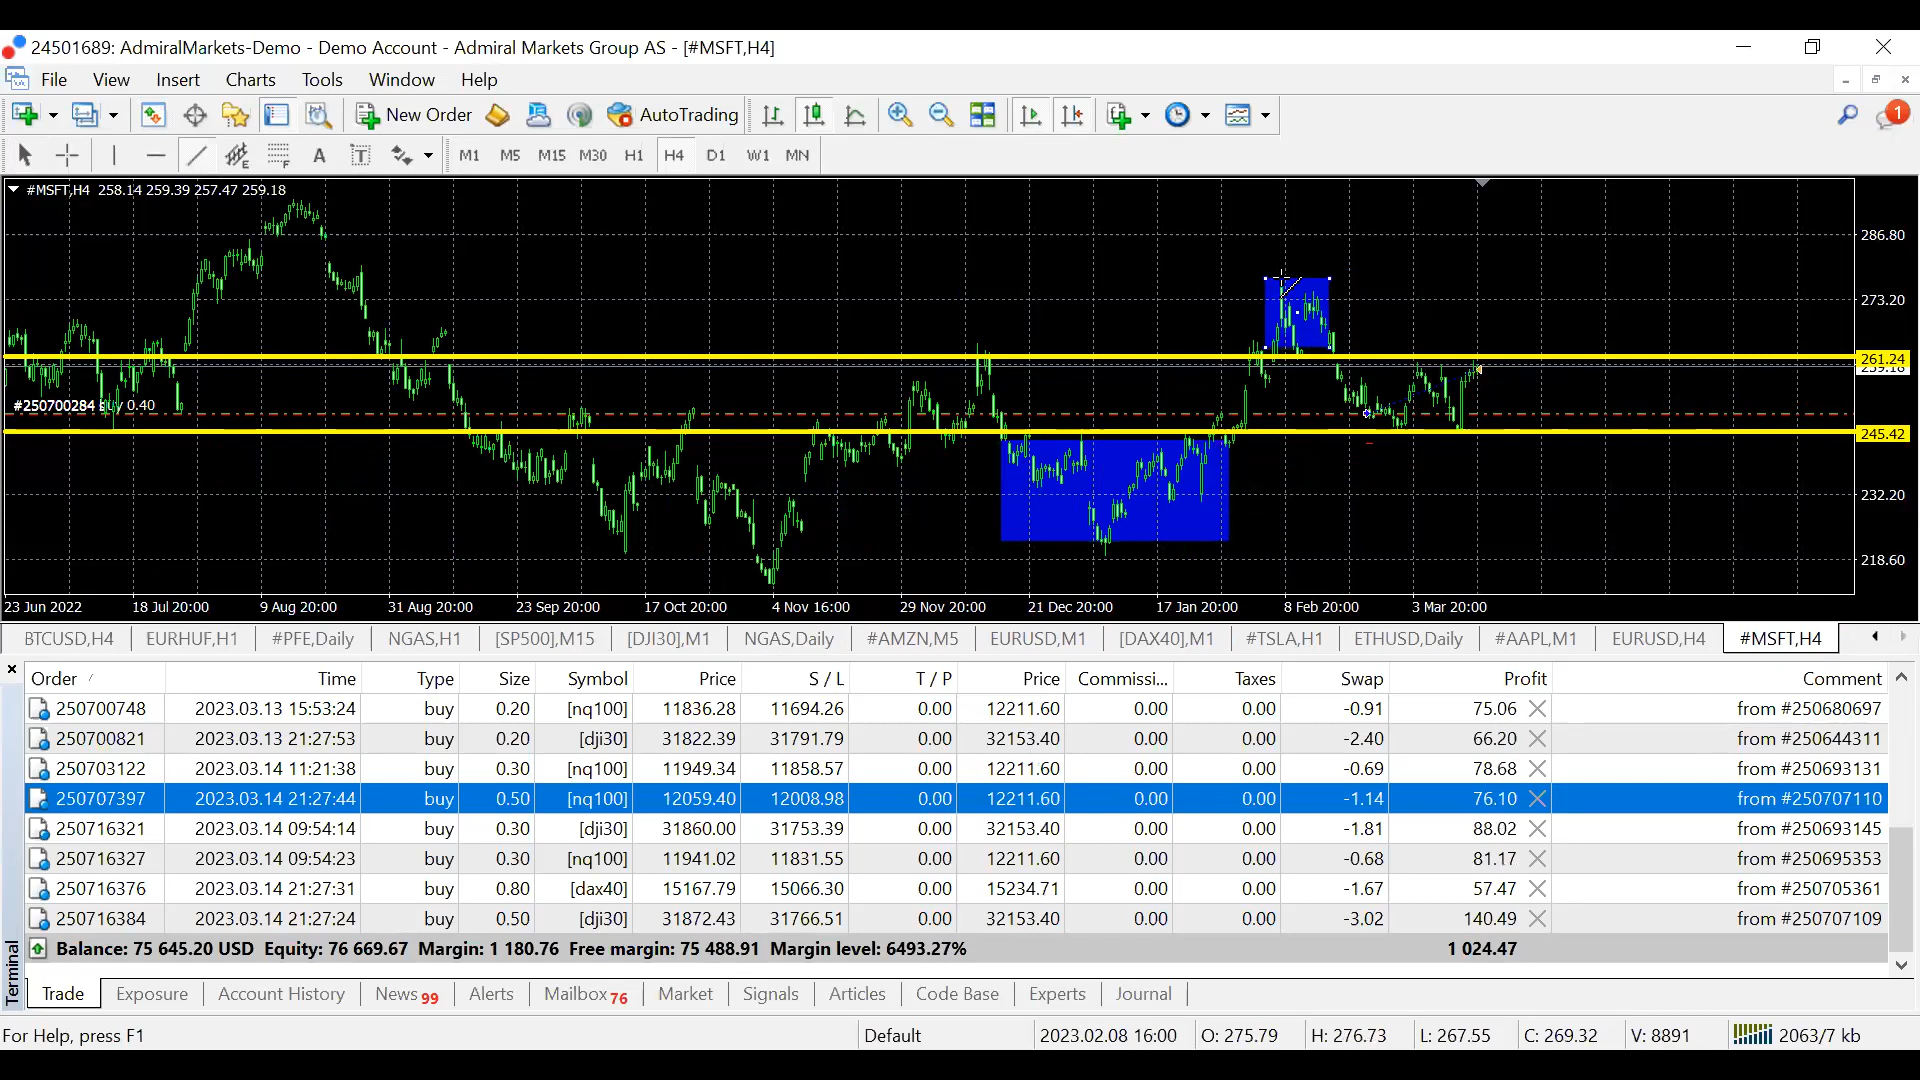 24501689: AdmiralMarkets-Demo - Demo Account - Admiral Markets Group AS - [#MSFT,H4]
File View Insert Charts Tools Window Help
New Order AutoTrading 1
E F A T M1 M5 M15 M30 H1 H4 D1 W1 MN
#MSFT,H4 258.14 259.39 257.47 259.18
286.80
273.20
261.24
259.18
#250700284 buy 0.40
245.42
232.20
218.60
23 Jun 2022 18 Jul 20:00 9 Aug 20:00 31 Aug 20:00 23 Sep 20:00 17 Oct 20:00 4 Nov 16:00 29 Nov 20:00 21 Dec 20:00 17 Jan 20:00 8 Feb 20:00 3 Mar 20:00
BTCUSD,H4 EURHUF,H1 #PFE,Daily NGAS,H1 [SP500],M15 [DJI30],M1 NGAS,Daily #AMZN,M5 EURUSD,M1 [DAX40],M1 #TSLA,H1 ETHUSD,Daily #AAPL,M1 EURUSD,H4 #MSFT,H4
Order Time Type Size Symbol Price S / L T / P Price Commissi... Taxes Swap Profit Comment
250700748 2023.03.13 15:53:24 buy 0.20 [nq100] 11836.28 11694.26 0.00 12211.60 0.00 0.00 -0.91 75.06 from #250680697
250700821 2023.03.13 21:27:53 buy 0.20 [dji30] 31822.39 31791.79 0.00 32153.40 0.00 0.00 -2.40 66.20 from #250644311
250703122 2023.03.14 11:21:38 buy 0.30 [nq100] 11949.34 11858.57 0.00 12211.60 0.00 0.00 -0.69 78.68 from #250693131
250707397 2023.03.14 21:27:44 buy 0.50 [nq100] 12059.40 12008.98 0.00 12211.60 0.00 0.00 -1.14 76.10 from #250707110
250716321 2023.03.14 09:54:14 buy 0.30 [dji30] 31860.00 31753.39 0.00 32153.40 0.00 0.00 -1.81 88.02 from #250693145
250716327 2023.03.14 09:54:23 buy 0.30 [nq100] 11941.02 11831.55 0.00 12211.60 0.00 0.00 -0.68 81.17 from #250695353
250716376 2023.03.14 21:27:31 buy 0.80 [dax40] 15167.79 15066.30 0.00 15234.71 0.00 0.00 -1.67 57.47 from #250705361
250716384 2023.03.14 21:27:24 buy 0.50 [dji30] 31872.43 31766.51 0.00 32153.40 0.00 0.00 -3.02 140.49 from #250707109
Balance: 75 645.20 USD Equity: 76 669.67 Margin: 1 180.76 Free margin: 75 488.91 Margin level: 6493.27% 1 024.47
Terminal
Trade Exposure Account History News 99 Alerts Mailbox 76 Market Signals Articles Code Base Experts Journal
For Help, press F1 Default 2023.02.08 16:00 O: 275.79 H: 276.73 L: 267.55 C: 269.32 V: 8891 2063/7 kb